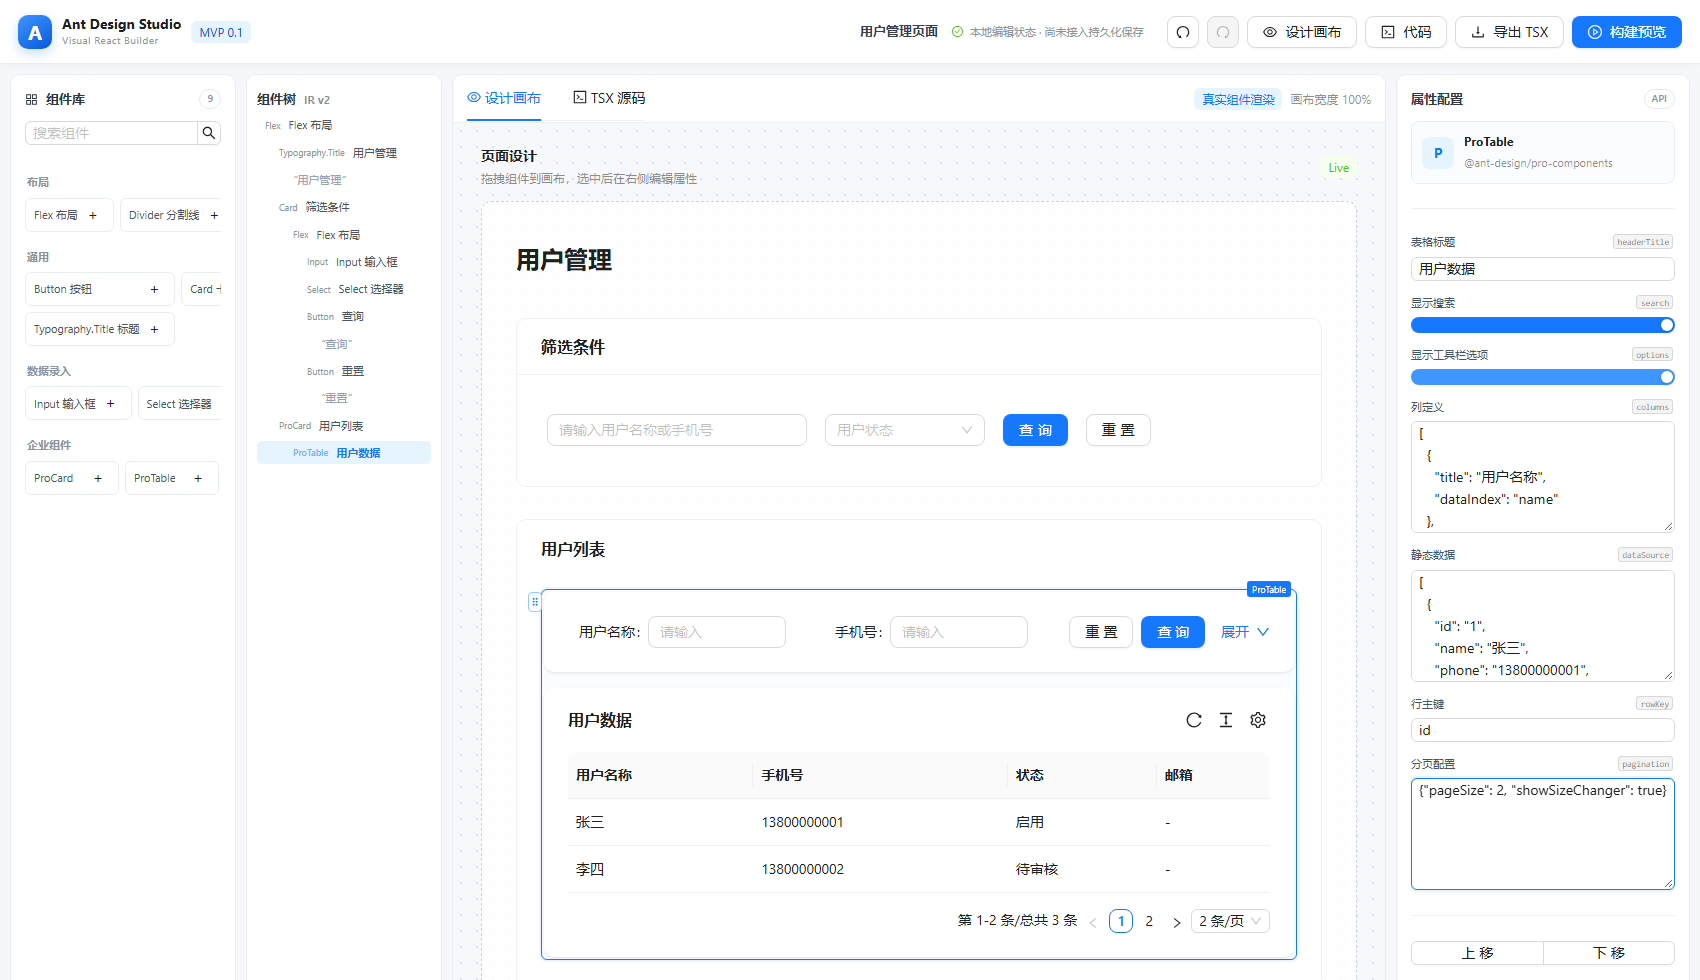 A
Ant Design Studio
Visual React Builder
MVP 0.1
用户管理页面
本地编辑状态 · 尚未接入持久化保存
设计画布
代码
导出 TSX
构建预览
组件库
9
搜索组件
布局
Flex 布局 +
Divider 分割线 +
通用
Button 按钮 +
Card
Typography.Title 标题 +
数据录入
Input 输入框 +
Select 选择器
企业组件
ProCard +
ProTable +
组件树 IR v2
Flex Flex 布局
Typography.Title 用户管理
"用户管理"
Card 筛选条件
Flex Flex 布局
Input Input 输入框
Select Select 选择器
Button 查询
"查询"
Button 重置
"重置"
ProCard 用户列表
ProTable 用户数据
设计画布
TSX 源码
真实组件渲染
画布宽度 100%
页面设计
拖拽组件到画布，选中后在右侧编辑属性
Live
用户管理
筛选条件
请输入用户名称或手机号
用户状态
查 询
重 置
用户列表
ProTable
用户名称:
请输入
手机号:
请输入
重 置
查 询
展开
用户数据
用户名称 手机号 状态 邮箱
张三 13800000001 启用 -
李四 13800000002 待审核 -
第 1-2 条/总共 3 条 < 1 2 > 2 条/页
属性配置
API
P
ProTable
@ant-design/pro-components
表格标题 headerTitle
用户数据
显示搜索 search
显示工具栏选项 options
列定义 columns
[
{
"title": "用户名称",
"dataIndex": "name"
},
静态数据 dataSource
[
{
"id": "1",
"name": "张三",
"phone": "13800000001",
行主键 rowKey
id
分页配置 pagination
{"pageSize": 2, "showSizeChanger": true}
上 移
下 移